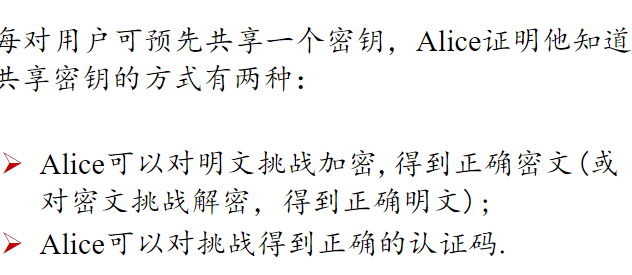 每对用户可预先共享一个密钥，Alice证明他知道
共享密钥的方式有两种：
Alice可以对明文挑战加密,得到正确密文(或
对密文挑战解密，得到正确明文)；
Alice可以对挑战得到正确的认证码.